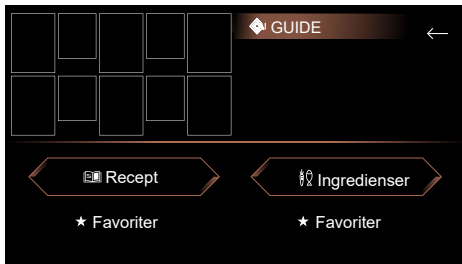 GUIDE
Recept
Ingredienser
Favoriter
Favoriter